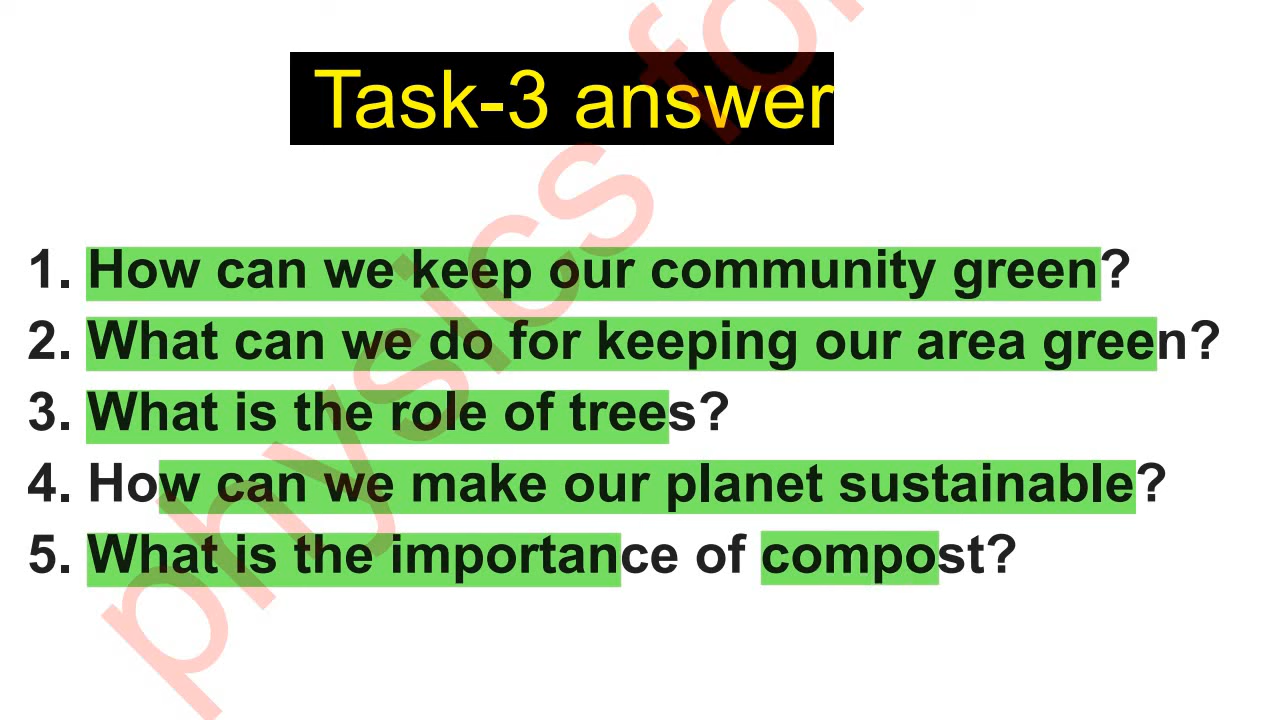 Task-3 answer
1. How can we keep our community green?
2. What can we do for keeping our area green?
3. What is the role of trees?
4. How can we make our planet sustainable?
5. What is the importance of compost?
physics for